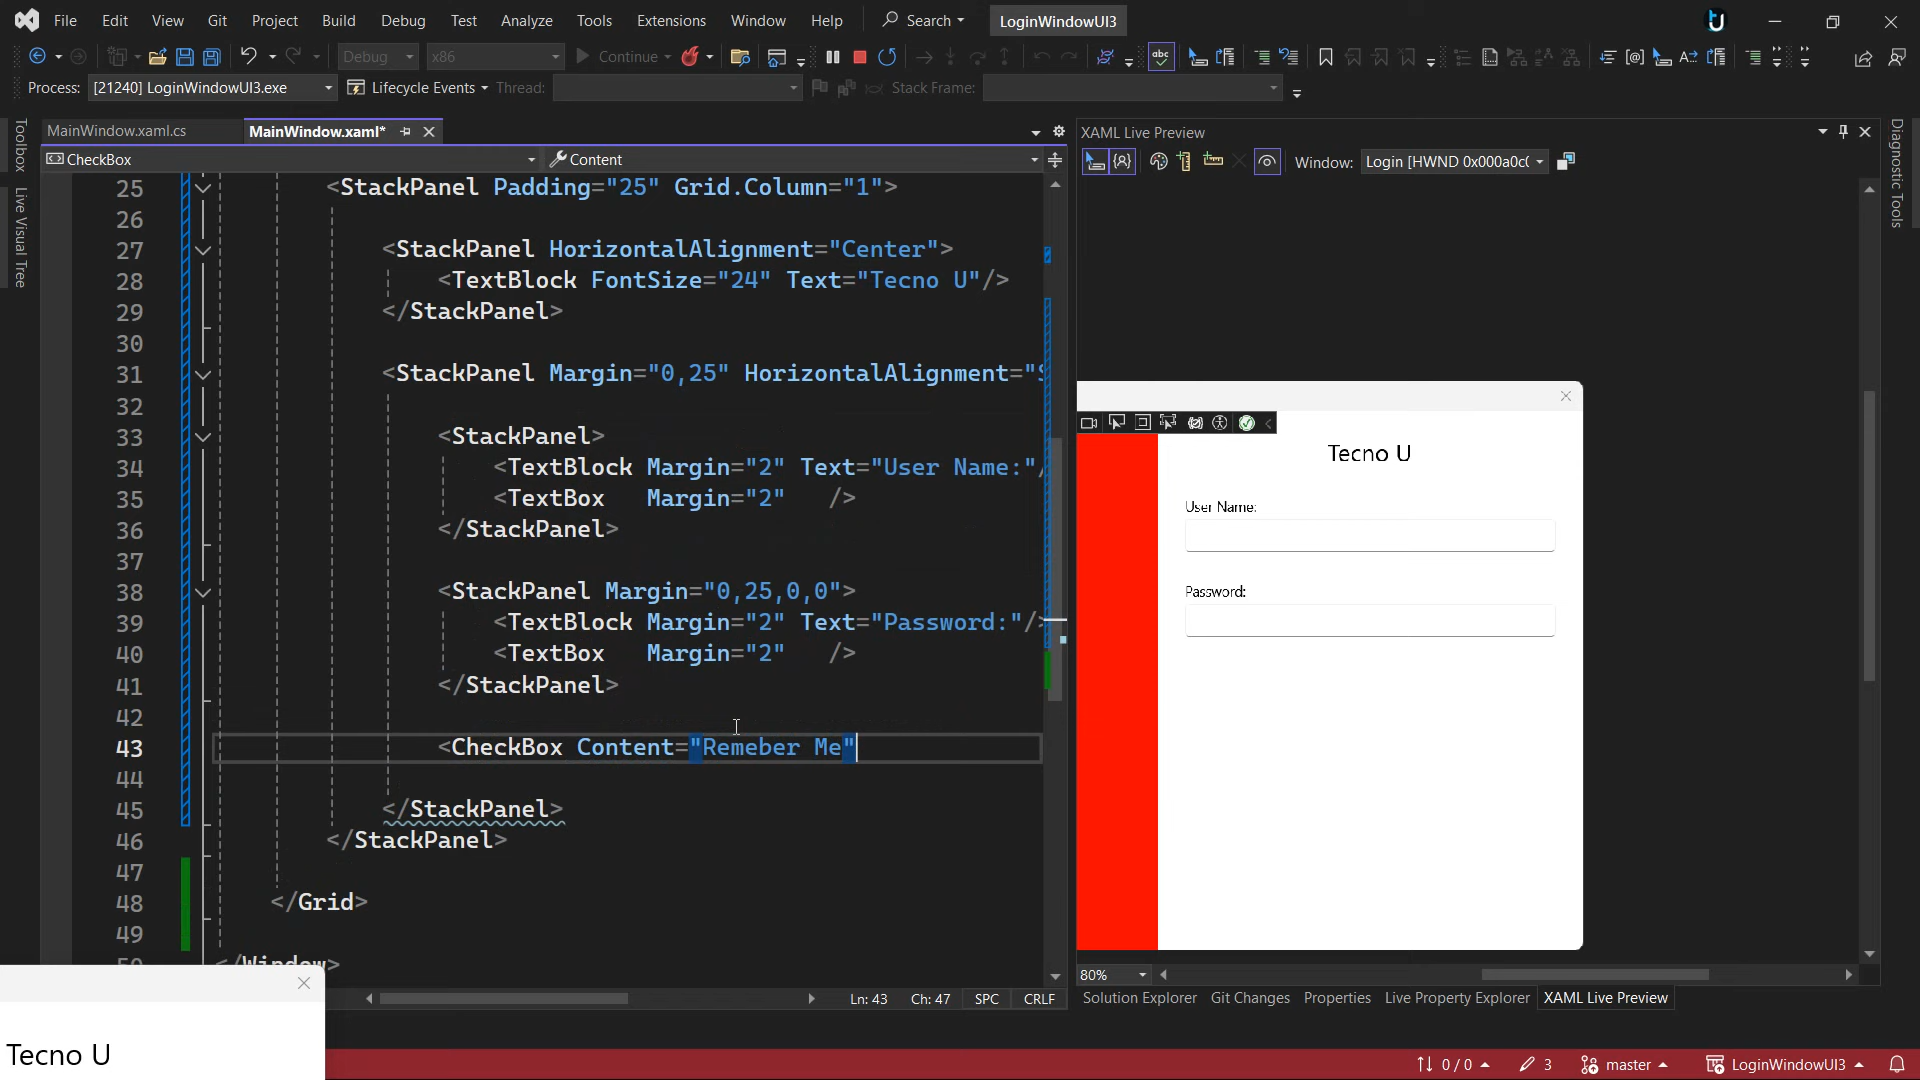 File Edit View Git Project Build Debug Test Analyze Tools Extensions Window Help Search LoginWindowUI3
Debug x86 Continue
Process: [21240] LoginWindowUI3.exe Lifecycle Events Thread: Stack Frame:
Toolbox
Live Visual Tree
MainWindow.xaml.cs MainWindow.xaml*
CheckBox Content
25 <StackPanel Padding="25" Grid.Column="1">
26
27 <StackPanel HorizontalAlignment="Center">
28 <TextBlock FontSize="24" Text="Tecno U"/>
29 </StackPanel>
30
31 <StackPanel Margin="0,25" HorizontalAlignment="S
32
33 <StackPanel>
34 <TextBlock Margin="2" Text="User Name:"/
35 <TextBox Margin="2" />
36 </StackPanel>
37
38 <StackPanel Margin="0,25,0,0">
39 <TextBlock Margin="2" Text="Password:"/>
40 <TextBox Margin="2" />
41 </StackPanel>
42
43 <CheckBox Content="Remeber Me"
44
45 </StackPanel>
46 </StackPanel>
47
48 </Grid>
49
50 </Window>
Ln: 43 Ch: 47 SPC CRLF
XAML Live Preview
Window: Login [HWND 0x000a0c
Tecno U
User Name:
Password:
80%
Solution Explorer Git Changes Properties Live Property Explorer XAML Live Preview
Diagnostic Tools
Tecno U
0 / 0 3 master LoginWindowUI3